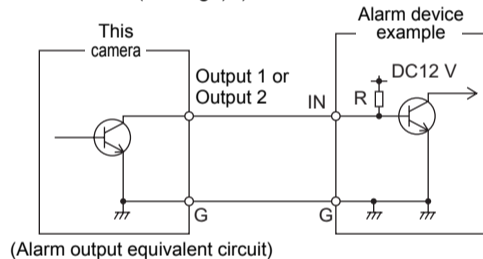 This
camera
Output 1 or
Output 2
G
Alarm device
example
DC12 V
IN
R
G
(Alarm output equivalent circuit)